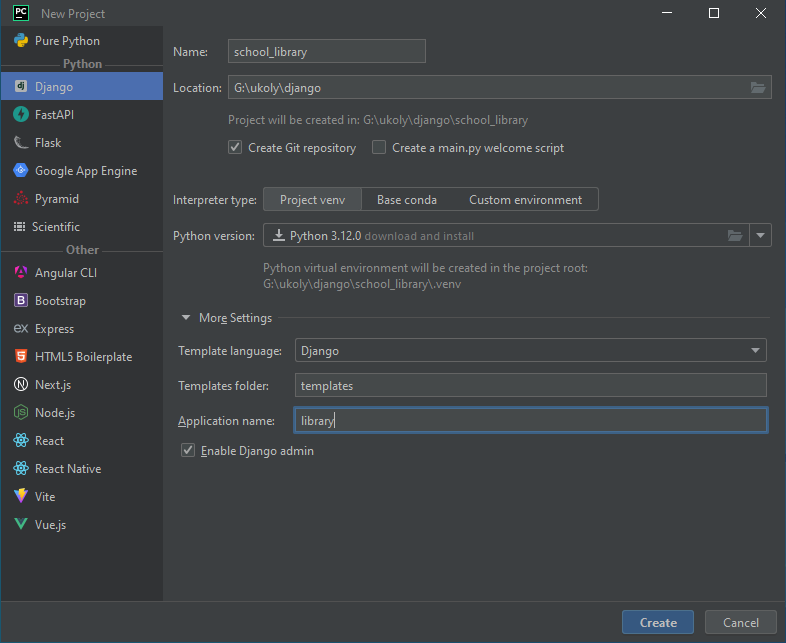 PC New Project
Pure Python
Python
dj Django
FastAPI
Flask
Google App Engine
Pyramid
Scientific
Other
Angular CLI
B Bootstrap
ex Express
5 HTML5 Boilerplate
N Next.js
JS Node.js
React
React Native
Vite
Vue.js
Name: school_library
Location: G:\ukoly\django
Project will be created in: G:\ukoly\django\school_library
Create Git repository Create a main.py welcome script
Interpreter type: Project venv Base conda Custom environment
Python version: Python 3.12.0 download and install
Python virtual environment will be created in the project root:
G:\ukoly\django\school_library\.venv
More Settings
Template language: Django
Templates folder: templates
Application name: library
Enable Django admin
Create Cancel